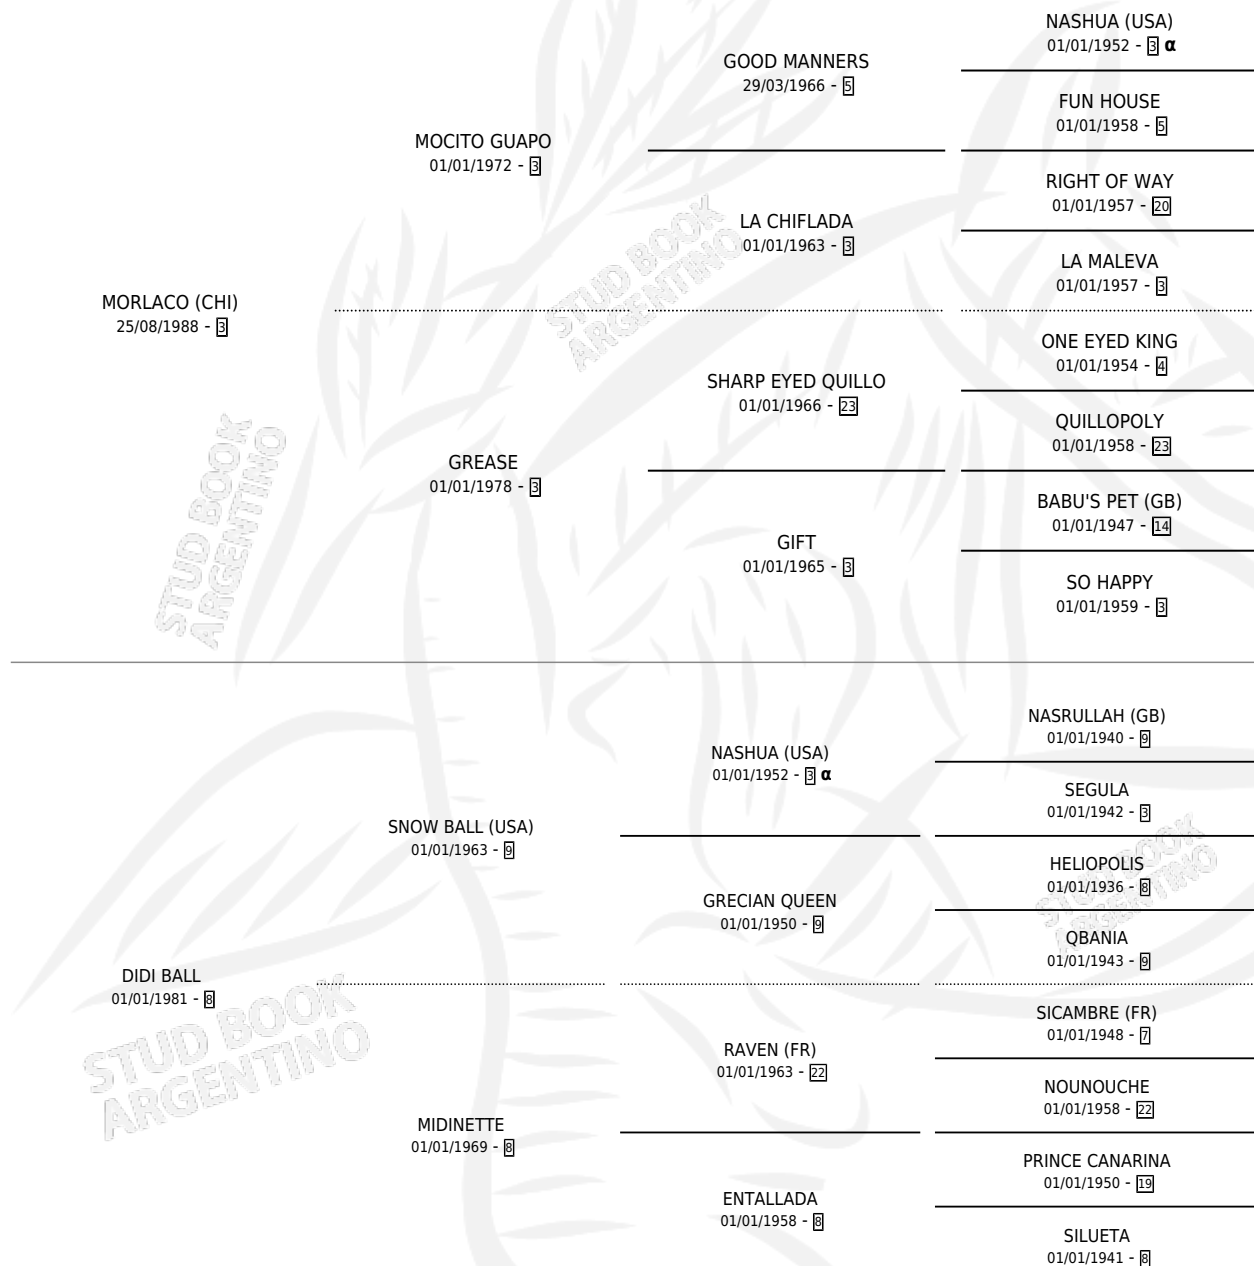 NASHUA (USA)
01/01/1952 - 3 α
GOOD MANNERS
29/03/1966 - 5
FUN HOUSE
01/01/1958 - 5
MOCITO GUAPO
01/01/1972 - 3
RIGHT OF WAY
01/01/1957 - 20
LA CHIFLADA
01/01/1963 - 3
LA MALEVA
01/01/1957 - 3
MORLACO (CHI)
25/08/1988 - 3
ONE EYED KING
01/01/1954 - 4
SHARP EYED QUILLO
01/01/1966 - 23
QUILLOPOLY
01/01/1958 - 23
GREASE
01/01/1978 - 3
BABU'S PET (GB)
01/01/1947 - 14
GIFT
01/01/1965 - 3
SO HAPPY
01/01/1959 - 3
NASRULLAH (GB)
01/01/1940 - 9
NASHUA (USA)
01/01/1952 - 3 α
SEGULA
01/01/1942 - 3
SNOW BALL (USA)
01/01/1963 - 9
HELIOPOLIS
01/01/1936 - 8
GRECIAN QUEEN
01/01/1950 - 9
QBANIA
01/01/1943 - 9
DIDI BALL
01/01/1981 - 8
SICAMBRE (FR)
01/01/1948 - 7
RAVEN (FR)
01/01/1963 - 22
NOUNOUCHE
01/01/1958 - 22
MIDINETTE
01/01/1969 - 8
PRINCE CANARINA
01/01/1950 - 19
ENTALLADA
01/01/1958 - 8
SILUETA
01/01/1941 - 8
STUD BOOK
ARGENTINO
STUD BOOK
ARGENTINO
STUD BOOK
ARGENTINO
STUD BOOK
ARGENTINO